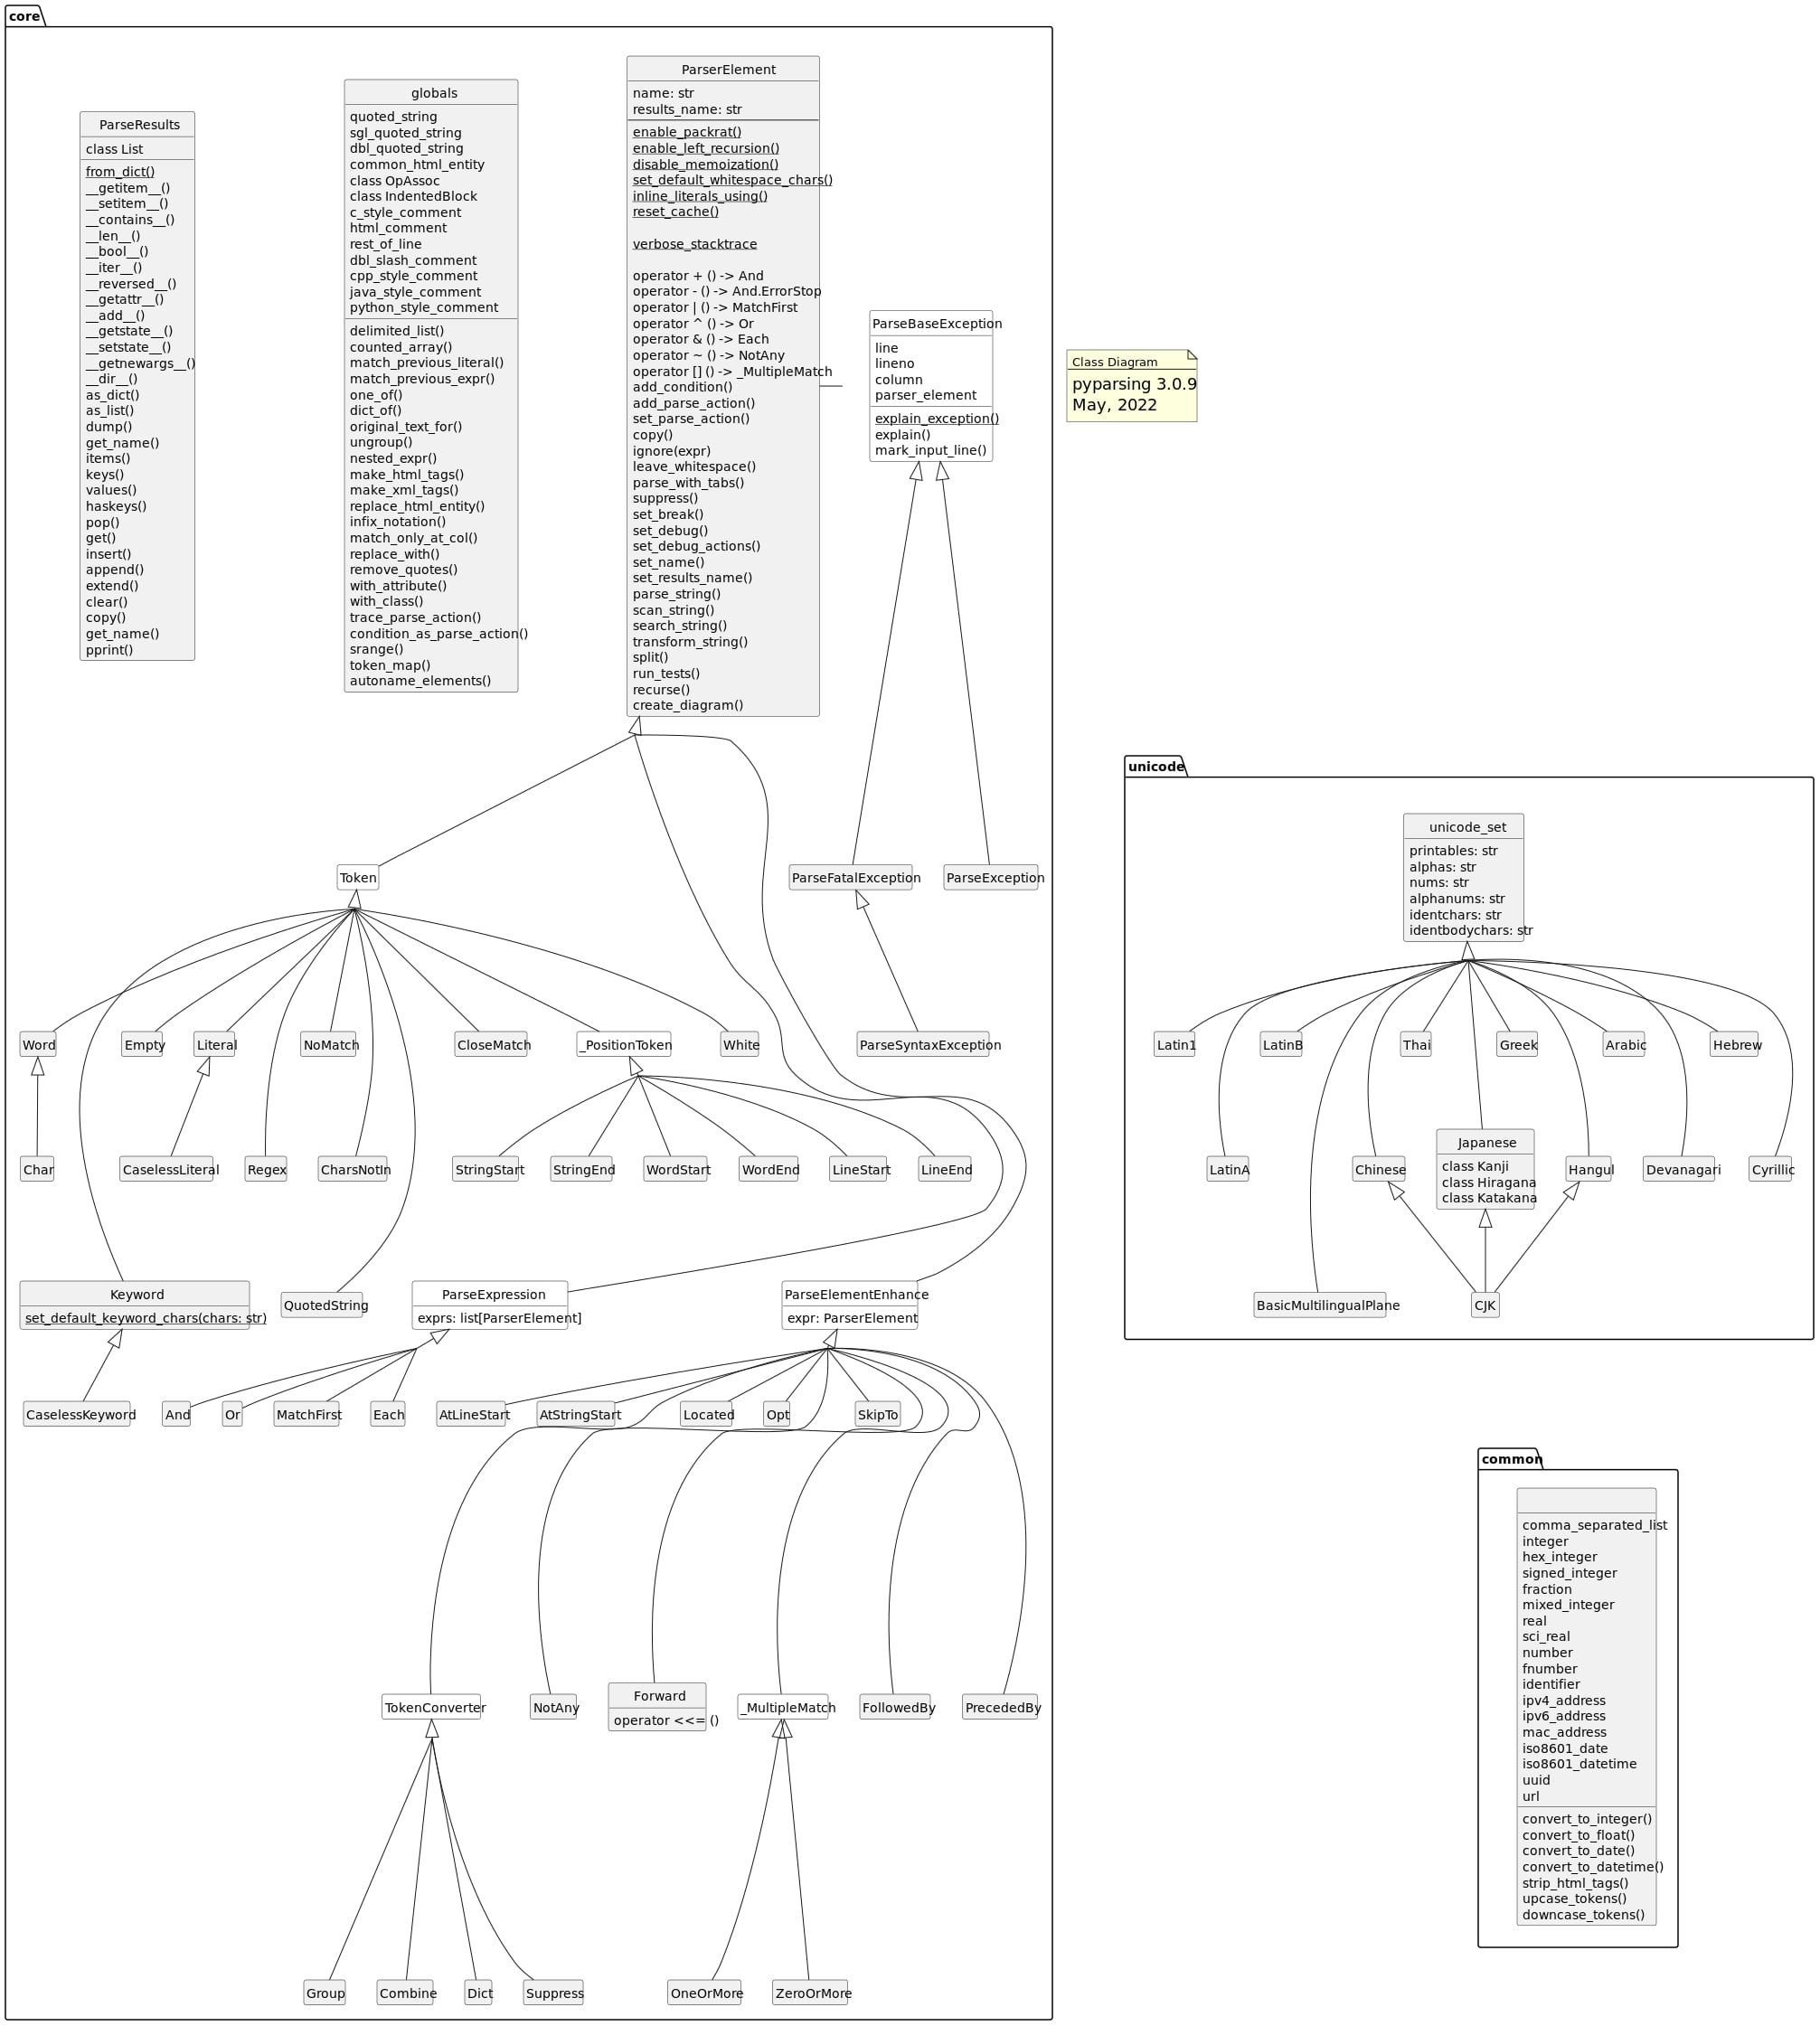 core
ParseResults
class List
from_dict()
__getitem__()
__setitem__()
__contains__()
__len__()
__bool__()
__iter__()
__reversed__()
__getattr__()
__add__()
__getstate__()
__setstate__()
__getnewargs__()
__dir__()
as_dict()
as_list()
dump()
get_name()
items()
keys()
values()
haskeys()
pop()
get()
insert()
append()
extend()
clear()
copy()
get_name()
pprint()
globals
quoted_string
sgl_quoted_string
dbl_quoted_string
common_html_entity
class OpAssoc
class IndentedBlock
c_style_comment
html_comment
rest_of_line
dbl_slash_comment
cpp_style_comment
java_style_comment
python_style_comment
delimited_list()
counted_array()
match_previous_literal()
match_previous_expr()
one_of()
dict_of()
original_text_for()
ungroup()
nested_expr()
make_html_tags()
make_xml_tags()
replace_html_entity()
infix_notation()
match_only_at_col()
replace_with()
remove_quotes()
with_attribute()
with_class()
trace_parse_action()
condition_as_parse_action()
srange()
token_map()
autoname_elements()
ParserElement
name: str
results_name: str
enable_packrat()
enable_left_recursion()
disable_memoization()
set_default_whitespace_chars()
inline_literals_using()
reset_cache()
verbose_stacktrace
operator + () -> And
operator - () -> And.ErrorStop
operator | () -> MatchFirst
operator ^ () -> Or
operator & () -> Each
operator ~ () -> NotAny
operator [] () -> _MultipleMatch
add_condition()
add_parse_action()
set_parse_action()
copy()
ignore(expr)
leave_whitespace()
parse_with_tabs()
suppress()
set_break()
set_debug()
set_debug_actions()
set_name()
set_results_name()
parse_string()
scan_string()
search_string()
transform_string()
split()
run_tests()
recurse()
create_diagram()
ParseBaseException
line
lineno
column
parser_element
explain_exception()
explain()
mark_input_line()
Class Diagram
pyparsing 3.0.9
May, 2022
Token
ParseFatalException
ParseException
Word
Empty
Literal
NoMatch
CloseMatch
_PositionToken
White
ParseSyntaxException
Char
CaselessLiteral
Regex
CharsNotIn
StringStart
StringEnd
WordStart
WordEnd
LineStart
LineEnd
Keyword
set_default_keyword_chars(chars: str)
QuotedString
ParseExpression
exprs: list[ParserElement]
ParseElementEnhance
expr: ParserElement
CaselessKeyword
And
Or
MatchFirst
Each
AtLineStart
AtStringStart
Located
Opt
SkipTo
TokenConverter
NotAny
Forward
operator <<= ()
_MultipleMatch
FollowedBy
PrecededBy
Group
Combine
Dict
Suppress
OneOrMore
ZeroOrMore
unicode
unicode_set
printables: str
alphas: str
nums: str
alphanums: str
identchars: str
identbodychars: str
Latin1
LatinB
Thai
Greek
Arabic
Hebrew
LatinA
Chinese
Japanese
class Kanji
class Hiragana
class Katakana
Hangul
Devanagari
Cyrillic
BasicMultilingualPlane
CJK
common
comma_separated_list
integer
hex_integer
signed_integer
fraction
mixed_integer
real
sci_real
number
fnumber
identifier
ipv4_address
ipv6_address
mac_address
iso8601_date
iso8601_datetime
uuid
url
convert_to_integer()
convert_to_float()
convert_to_date()
convert_to_datetime()
strip_html_tags()
upcase_tokens()
downcase_tokens()